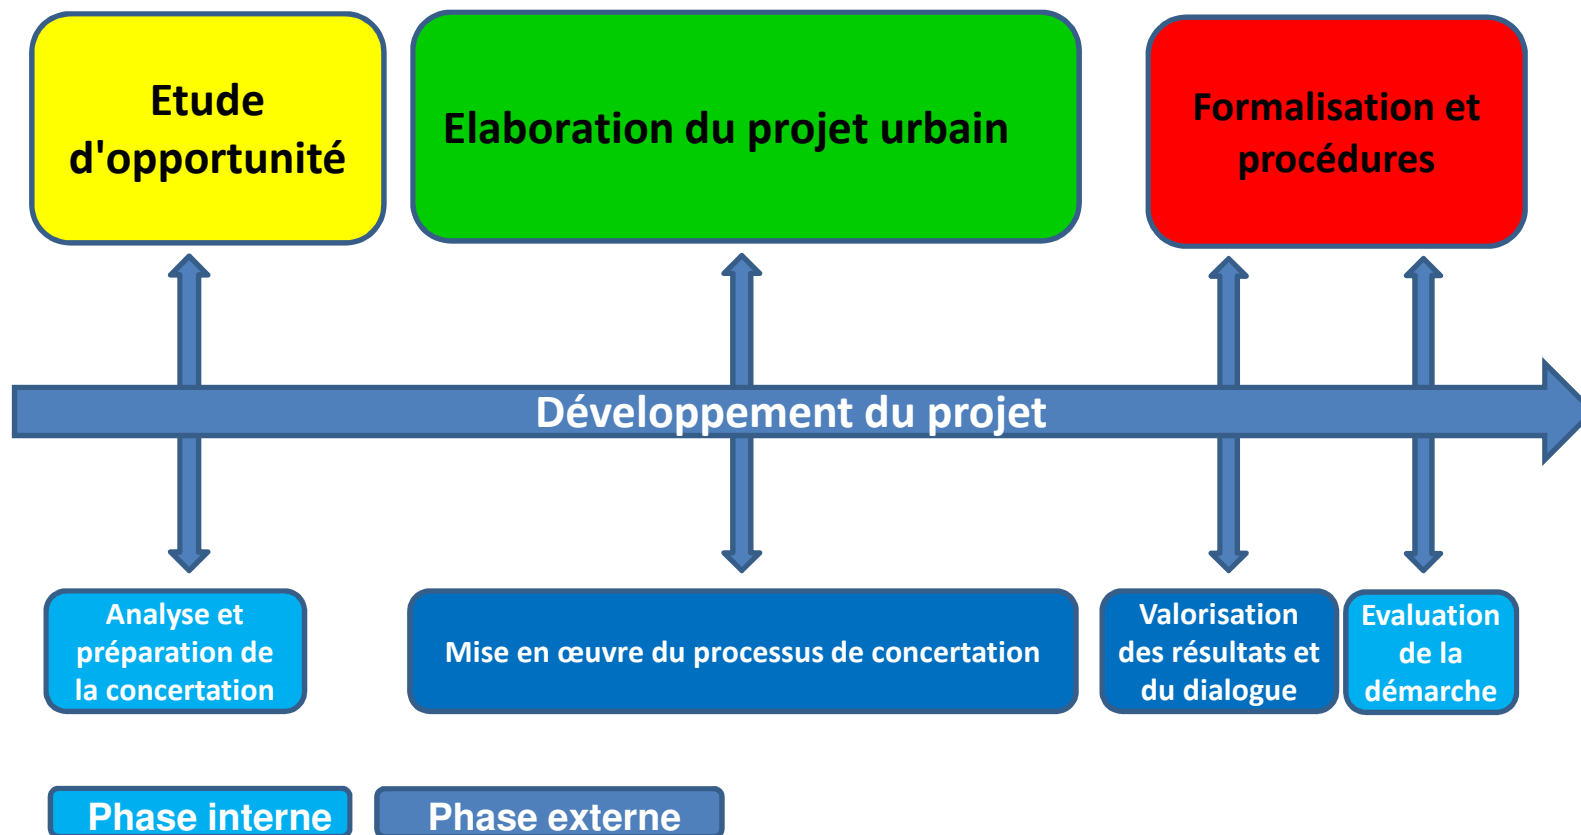 Etude
d'opportunité
Elaboration du projet urbain
Formalisation et
procédures
Développement du projet
Analyse et
préparation de
la concertation
Mise en œuvre du processus de concertation
Valorisation
des résultats et
du dialogue
Evaluation
de la
démarche
Phase interne
Phase externe